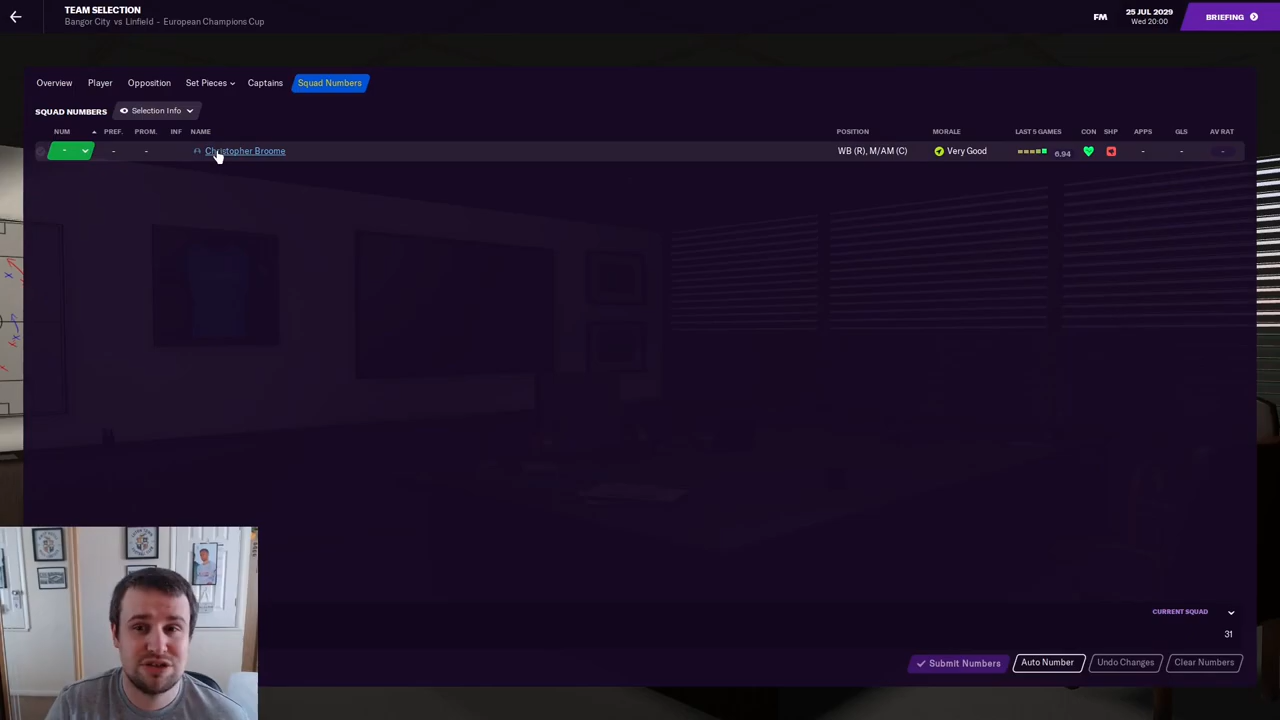 TEAM SELECTION
Bangor City vs Linfield - European Champions Cup
FM
25 JUL 2029
Wed 20:00
BRIEFING
Overview Player Opposition Set Pieces Captains Squad Numbers
SQUAD NUMBERS Selection Info
NUM PREF. PROM. INF NAME POSITION MORALE LAST 5 GAMES CON SHP APPS GLS AV RAT
- - - Christopher Broome WB (R), M/AM (C) Very Good 6.94 - - -
CURRENT SQUAD
31
Submit Numbers Auto Number Undo Changes Clear Numbers